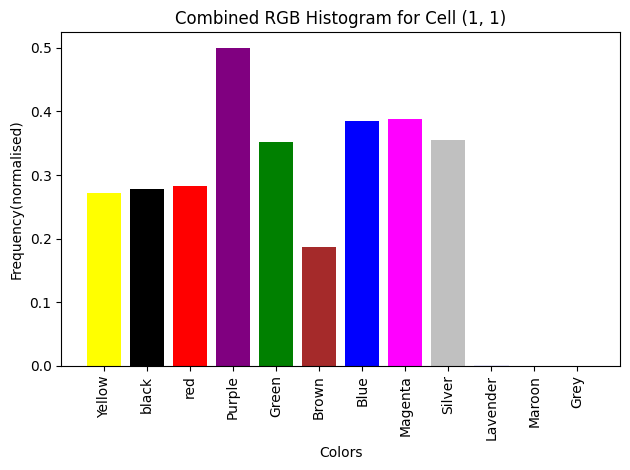 Combined RGB Histogram for Cell (1, 1)
Frequency(normalised)
0.5
0.4
0.3
0.2
0.1
0.0
Yellow
black
red
Purple
Green
Brown
Blue
Magenta
Silver
Lavender
Maroon
Grey
Colors